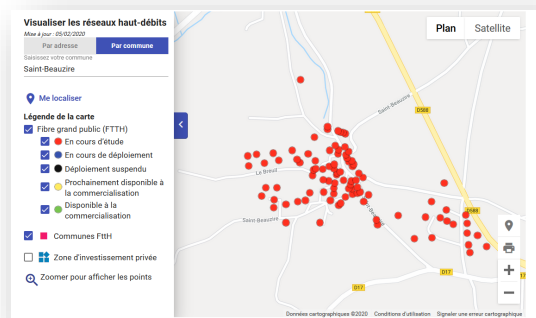 Visualiser les réseaux haut-débits
Mise à jour : 05/02/2020
Par adresse
Par commune
Saisissez votre commune
Saint-Beauzire
Me localiser
Légende de la carte
Fibre grand public (FTTH)
En cours d'étude
En cours de déploiement
Déploiement suspendu
Prochainement disponible à la
commercialisation
Disponible à la
commercialisation
Communes FttH
Zone d'investissement privée
Zoomer pour afficher les points
Plan
Satellite
D588
Saint-Beauzire
Le Breuil
Saint-Beauzire
D588
D17
D17
Données cartographiques ©2020
Conditions d'utilisation
Signaler une erreur cartographique